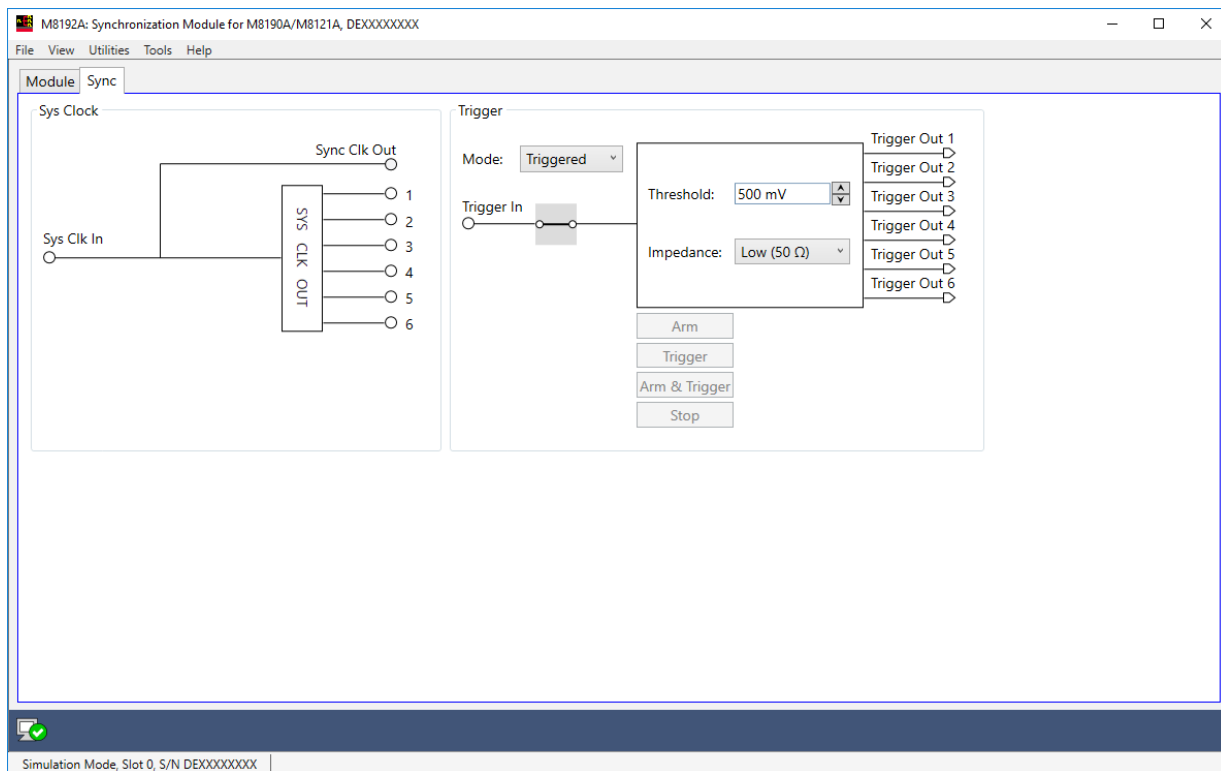 M8192A: Synchronization Module for M8190A/M8121A, DEXXXXXXXX
File View Utilities Tools Help
Module Sync
Sys Clock
Sync Clk Out
Sys Clk In
SYS CLK OUT
1
2
3
4
5
6
Trigger
Mode: Triggered
Trigger In
Threshold: 500 mV
Impedance: Low (50 Ω)
Trigger Out 1
Trigger Out 2
Trigger Out 3
Trigger Out 4
Trigger Out 5
Trigger Out 6
Arm
Trigger
Arm & Trigger
Stop
Simulation Mode, Slot 0, S/N DEXXXXXXXX